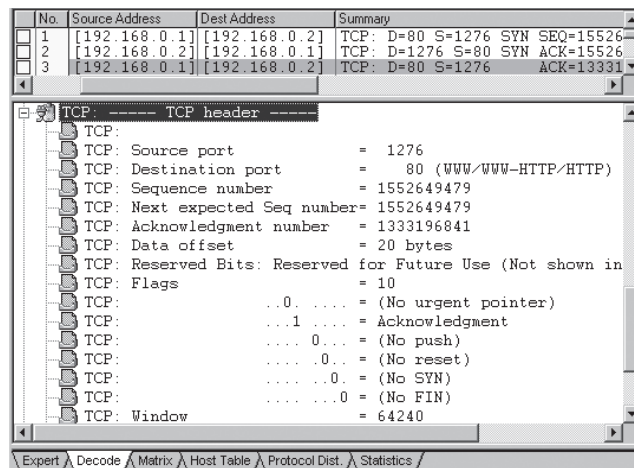 No. Source Address Dest Address Summary
1 [192.168.0.1] [192.168.0.2] TCP: D=80 S=1276 SYN SEQ=15526
2 [192.168.0.2] [192.168.0.1] TCP: D=1276 S=80 SYN ACK=15526
3 [192.168.0.1] [192.168.0.2] TCP: D=80 S=1276 ACK=13331
TCP: ----- TCP header -----
TCP:
TCP: Source port = 1276
TCP: Destination port = 80 (WWW/WWW-HTTP/HTTP)
TCP: Sequence number = 1552649479
TCP: Next expected Seq number= 1552649479
TCP: Acknowledgment number = 1333196841
TCP: Data offset = 20 bytes
TCP: Reserved Bits: Reserved for Future Use (Not shown in
TCP: Flags = 10
TCP: ..0. .... = (No urgent pointer)
TCP: ...1 .... = Acknowledgment
TCP: .... 0... = (No push)
TCP: .... .0.. = (No reset)
TCP: .... ..0. = (No SYN)
TCP: .... ...0 = (No FIN)
TCP: Window = 64240
Expert Decode Matrix Host Table Protocol Dist. Statistics